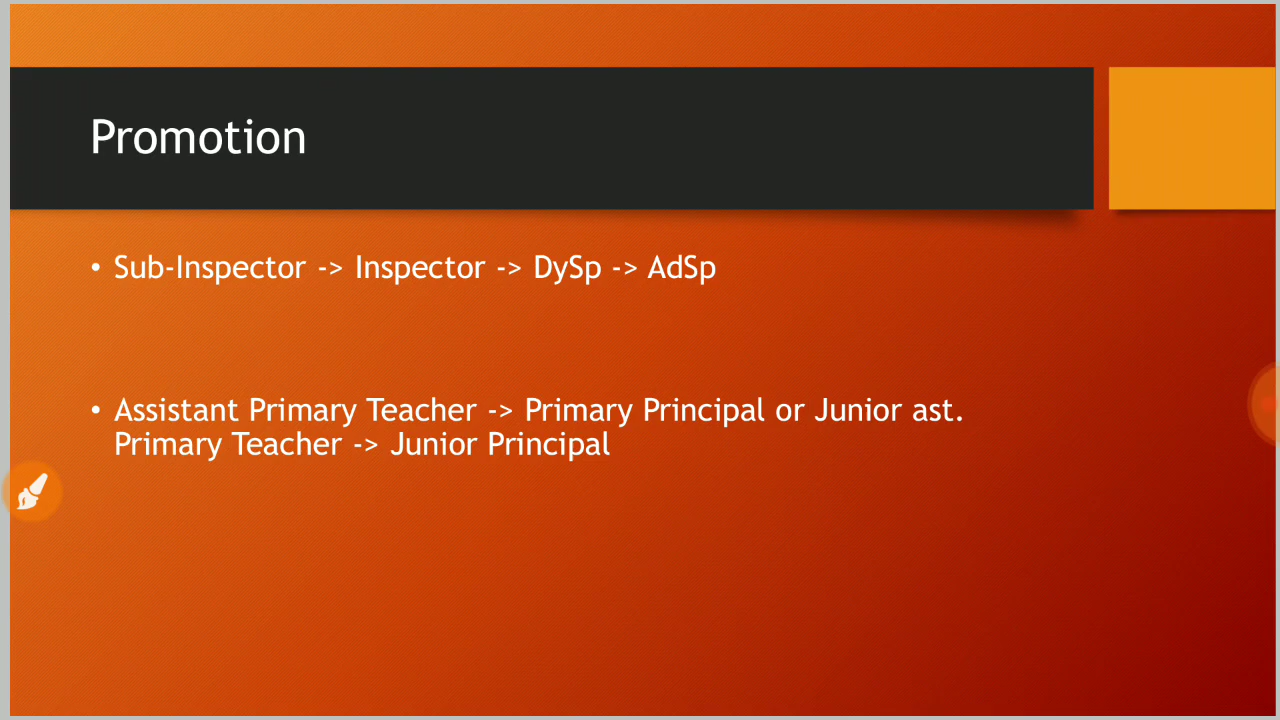 Promotion
• Sub-Inspector -> Inspector -> DySp -> AdSp
• Assistant Primary Teacher -> Primary Principal or Junior ast.
Primary Teacher -> Junior Principal